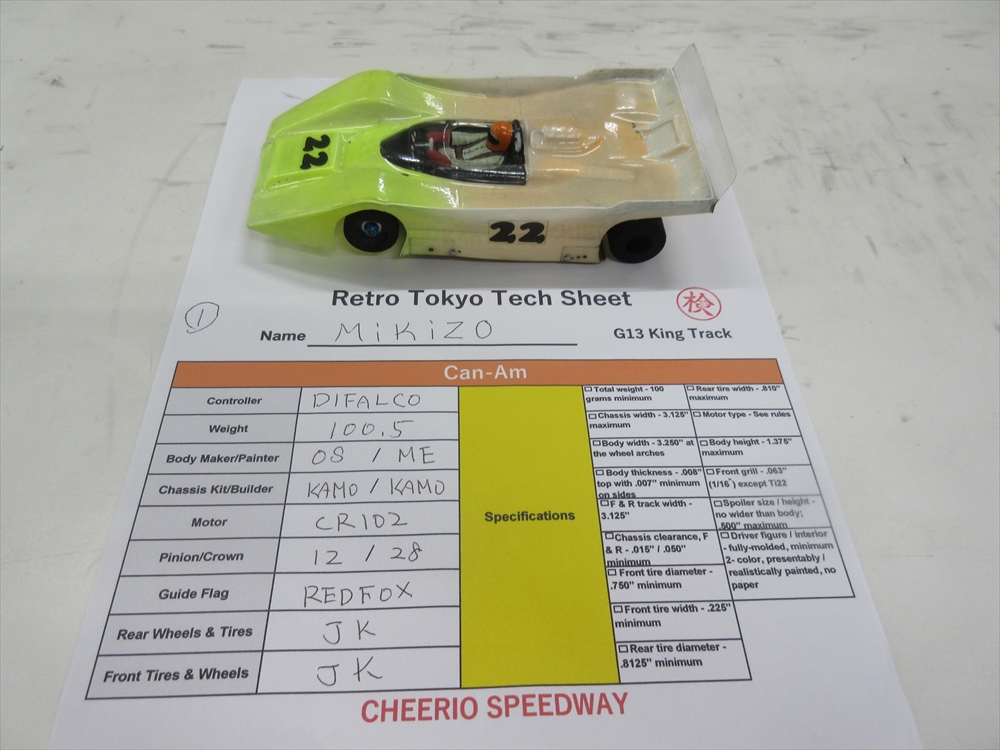 22
22
Retro Tokyo Tech Sheet
検
1
Name MiKiZO
G13 King Track
Can-Am
Controller DIFALCO
Weight 100.5
Body Maker/Painter OS / ME
Chassis Kit/Builder KAMO / KAMO
Motor CR102
Pinion/Crown 12 / 28
Guide Flag REDFOX
Rear Wheels & Tires JK
Front Tires & Wheels JK
Specifications
Total weight - 100
grams minimum
Rear tire width - .810"
maximum
Chassis width - 3.125"
maximum
Motor type - See rules
Body width - 3.250" at
the wheel arches
Body height - 1.375"
maximum
Body thickness - .008"
top with .007" minimum
on sides
Front grill - .063"
(1/16") except Ti22
F & R track width -
3.125"
Spoiler size / height -
no wider than body;
.500" maximum
Chassis clearance, F
& R - .015" / .050"
minimum
Driver figure / interior
- fully-molded, minimum
2- color, presentably /
realistically painted, no
paper
Front tire diameter -
.750" minimum
Front tire width - .225"
minimum
Rear tire diameter -
.8125" minimum
CHEERIO SPEEDWAY